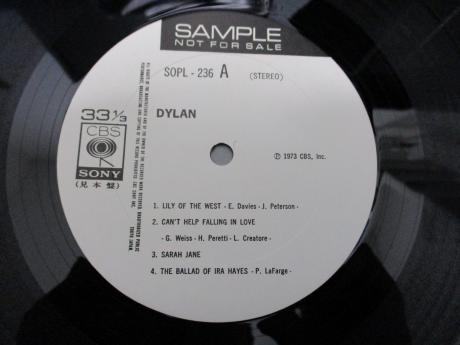 SAMPLE
NOT FOR SALE
SOPL-236 A (STEREO)
33 1/3
DYLAN
CBS
SONY
(見本盤)
℗ 1973 CBS, Inc.
1. LILY OF THE WEST - E. Davies - J. Peterson -
2. CAN'T HELP FALLING IN LOVE
- G. Weiss - H. Peretti - L. Creatore -
3. SARAH JANE
4. THE BALLAD OF IRA HAYES - P. LaFarge -